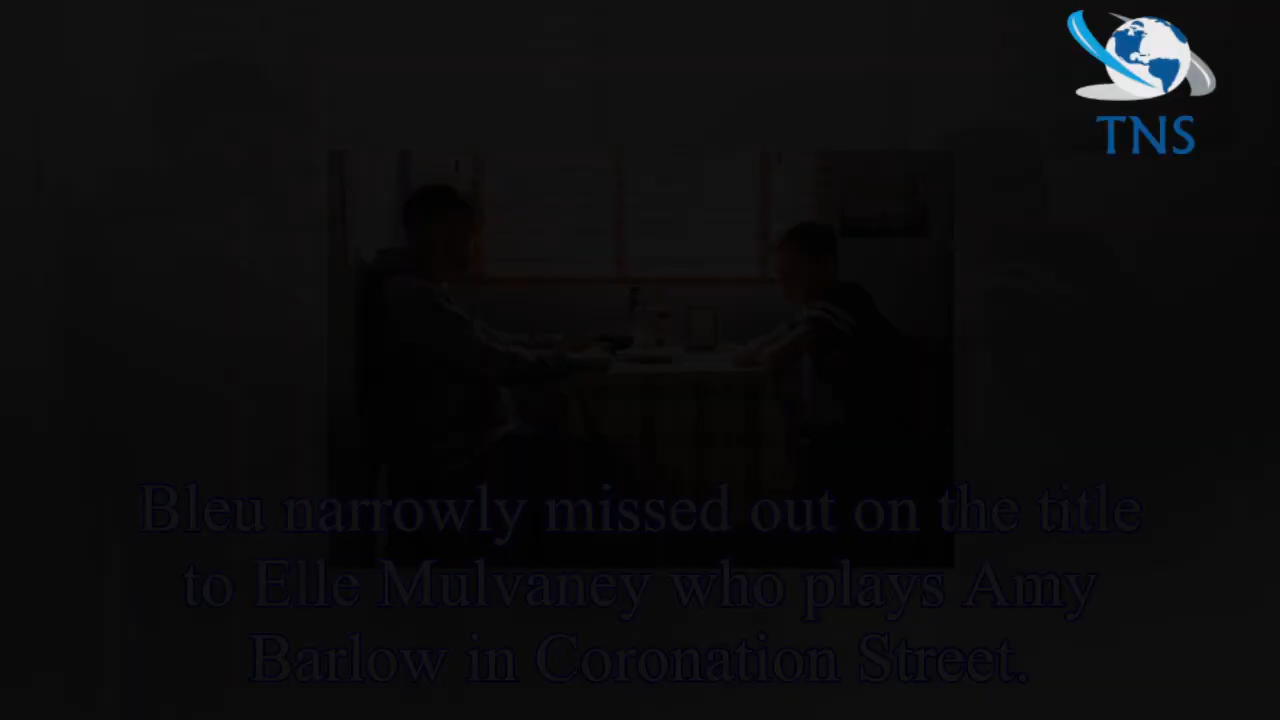 TNS
Bleu narrowly missed out on the title
to Elle Mulvaney who plays Amy
Barlow in Coronation Street.